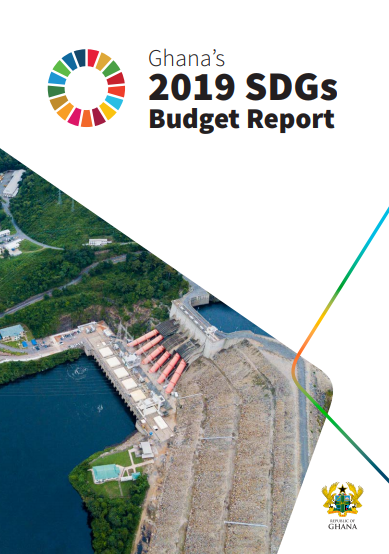 Ghana’s
2019 SDGs
Budget Report
REPUBLIC OF
GHANA